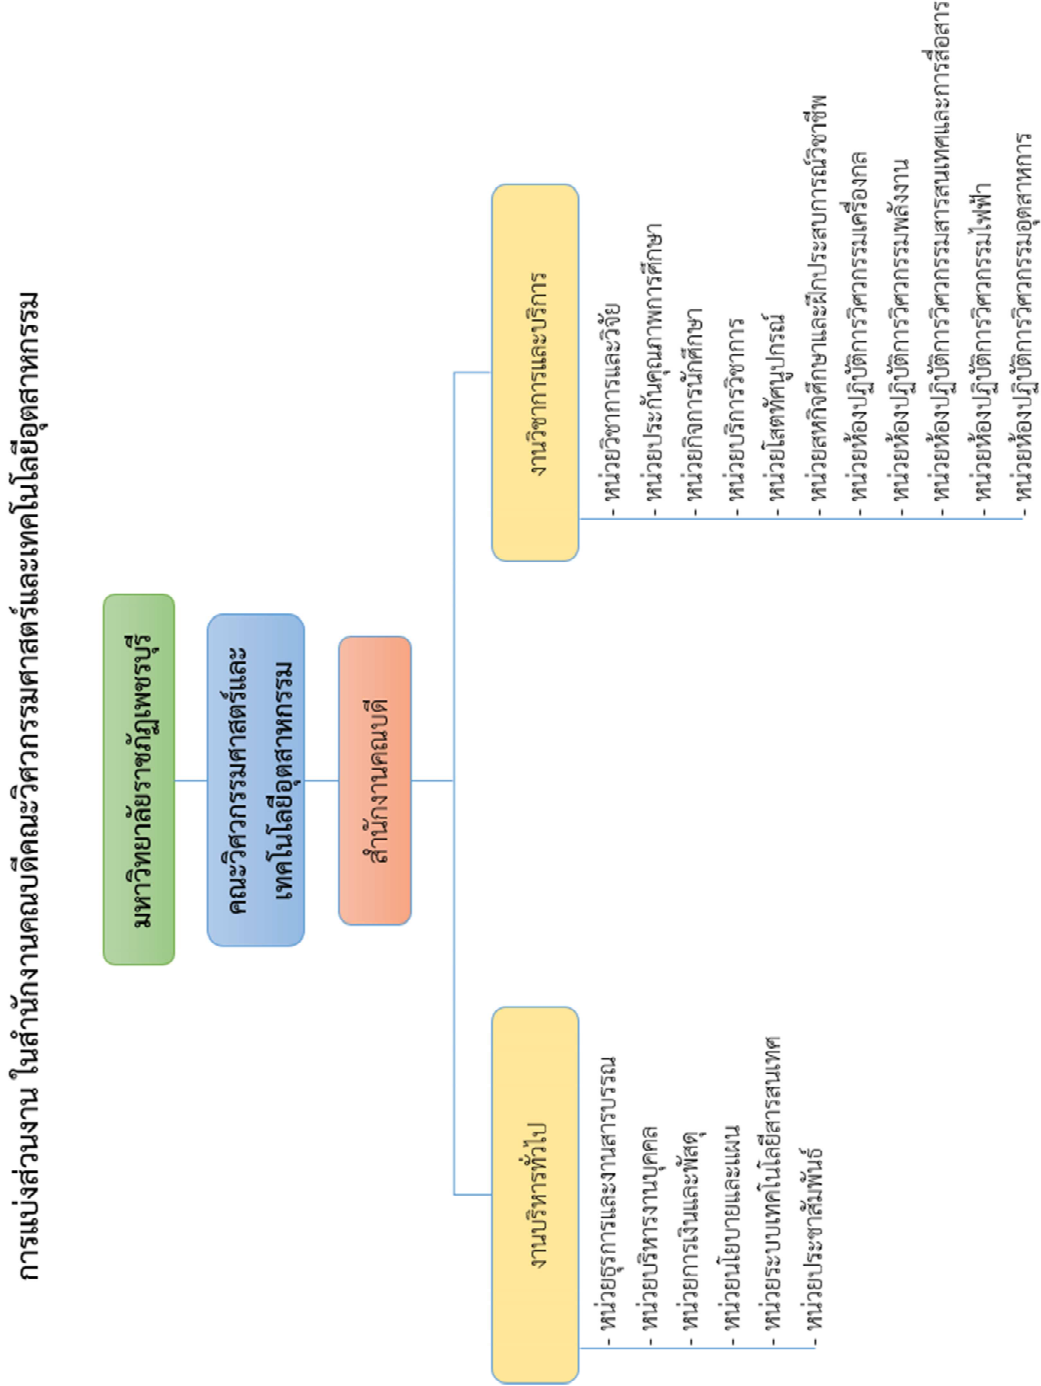 การแบ่งส่วนงาน ในสำนักงานคณบดีคณะวิศวกรรมศาสตร์และเทคโนโลยีอุตสาหกรรม
มหาวิทยาลัยราชภัฏเพชรบุรี
คณะวิศวกรรมศาสตร์และ
เทคโนโลยีอุตสาหกรรม
สำนักงานคณบดี
งานบริหารทั่วไป
- หน่วยธุรการและงานสารบรรณ
- หน่วยบริหารงานบุคคล
- หน่วยการเงินและพัสดุ
- หน่วยนโยบายและแผน
- หน่วยระบบเทคโนโลยีสารสนเทศ
- หน่วยประชาสัมพันธ์
งานวิชาการและบริการ
- หน่วยวิชาการและวิจัย
- หน่วยประกันคุณภาพการศึกษา
- หน่วยกิจการนักศึกษา
- หน่วยบริการวิชาการ
- หน่วยโสตทัศนูปกรณ์
- หน่วยสหกิจศึกษาและฝึกประสบการณ์วิชาชีพ
- หน่วยห้องปฏิบัติการวิศวกรรมเครื่องกล
- หน่วยห้องปฏิบัติการวิศวกรรมพลังงาน
- หน่วยห้องปฏิบัติการวิศวกรรมสารสนเทศและการสื่อสาร
- หน่วยห้องปฏิบัติการวิศวกรรมไฟฟ้า
- หน่วยห้องปฏิบัติการวิศวกรรมอุตสาหการ